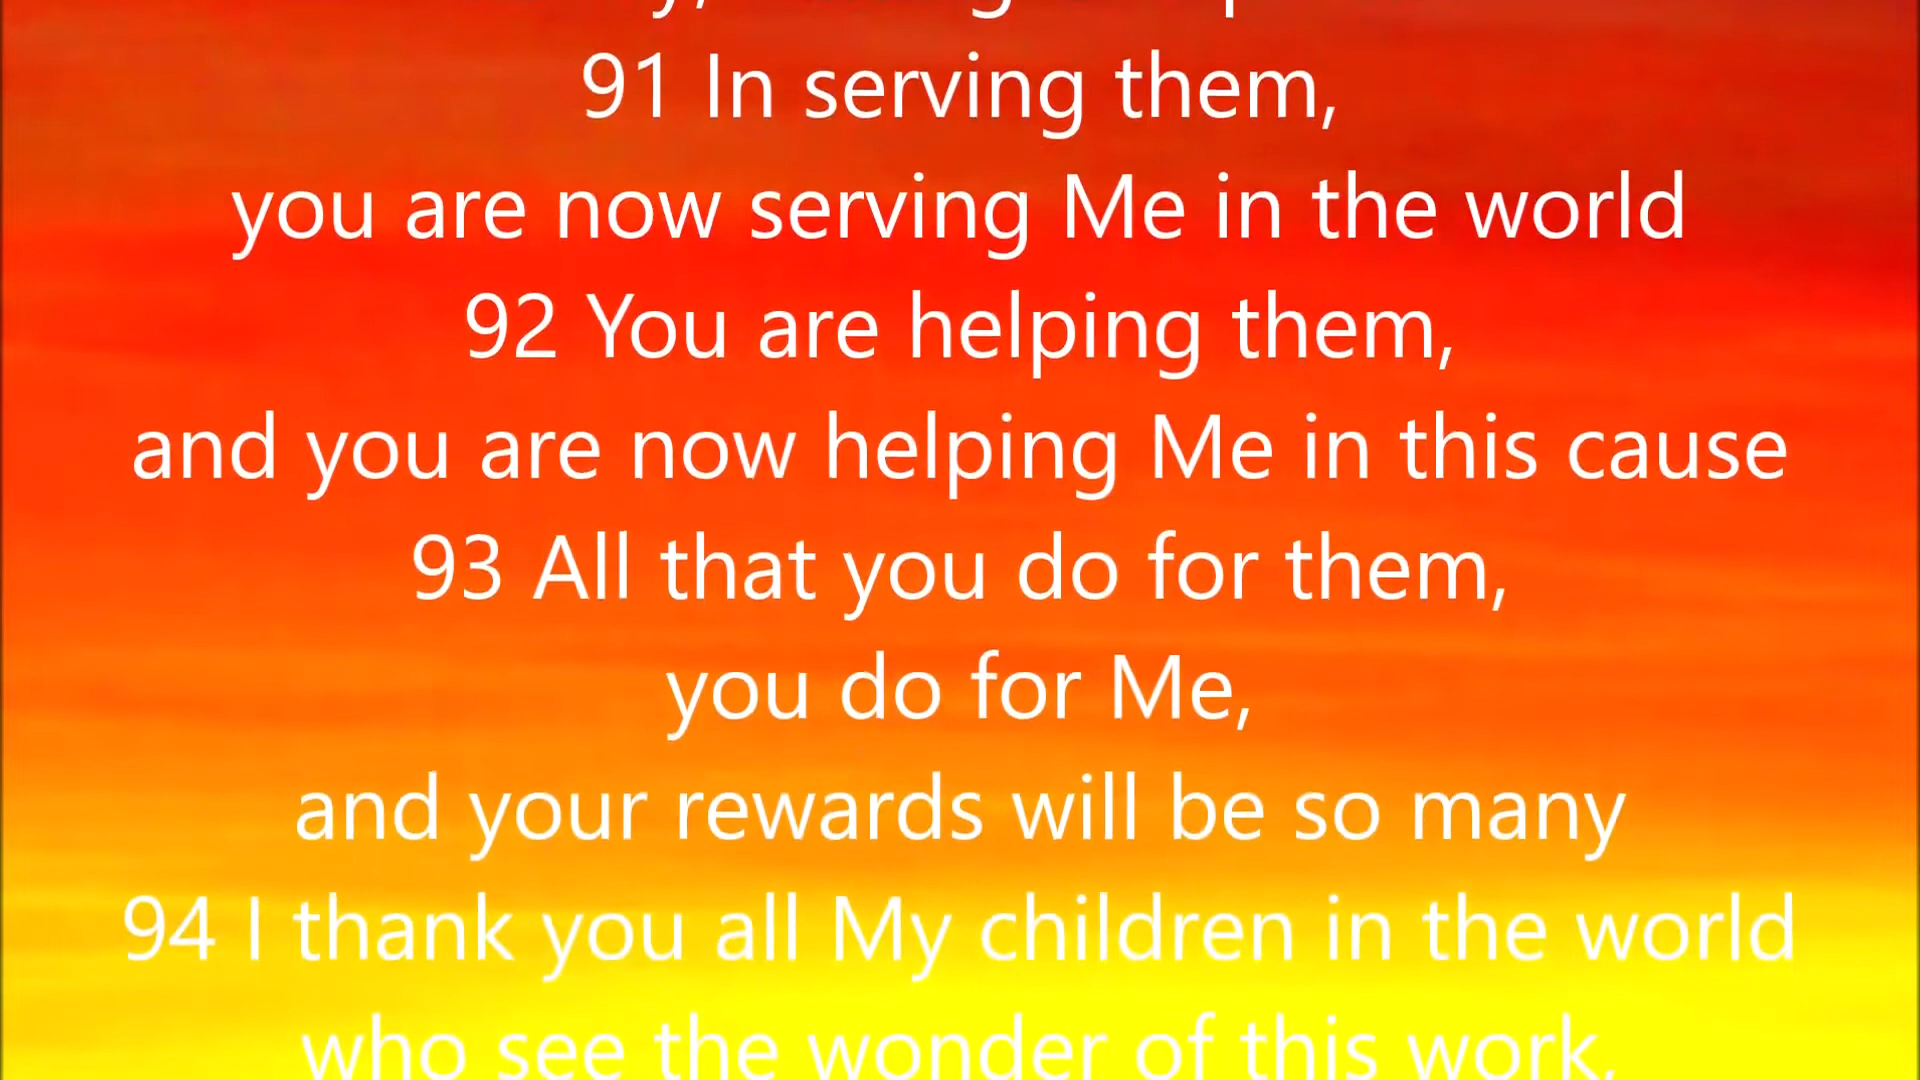 91 In serving them,
you are now serving Me in the world
92 You are helping them,
and you are now helping Me in this cause
93 All that you do for them,
you do for Me,
and your rewards will be so many
94 I thank you all My children in the world
who see the wonder of this work,